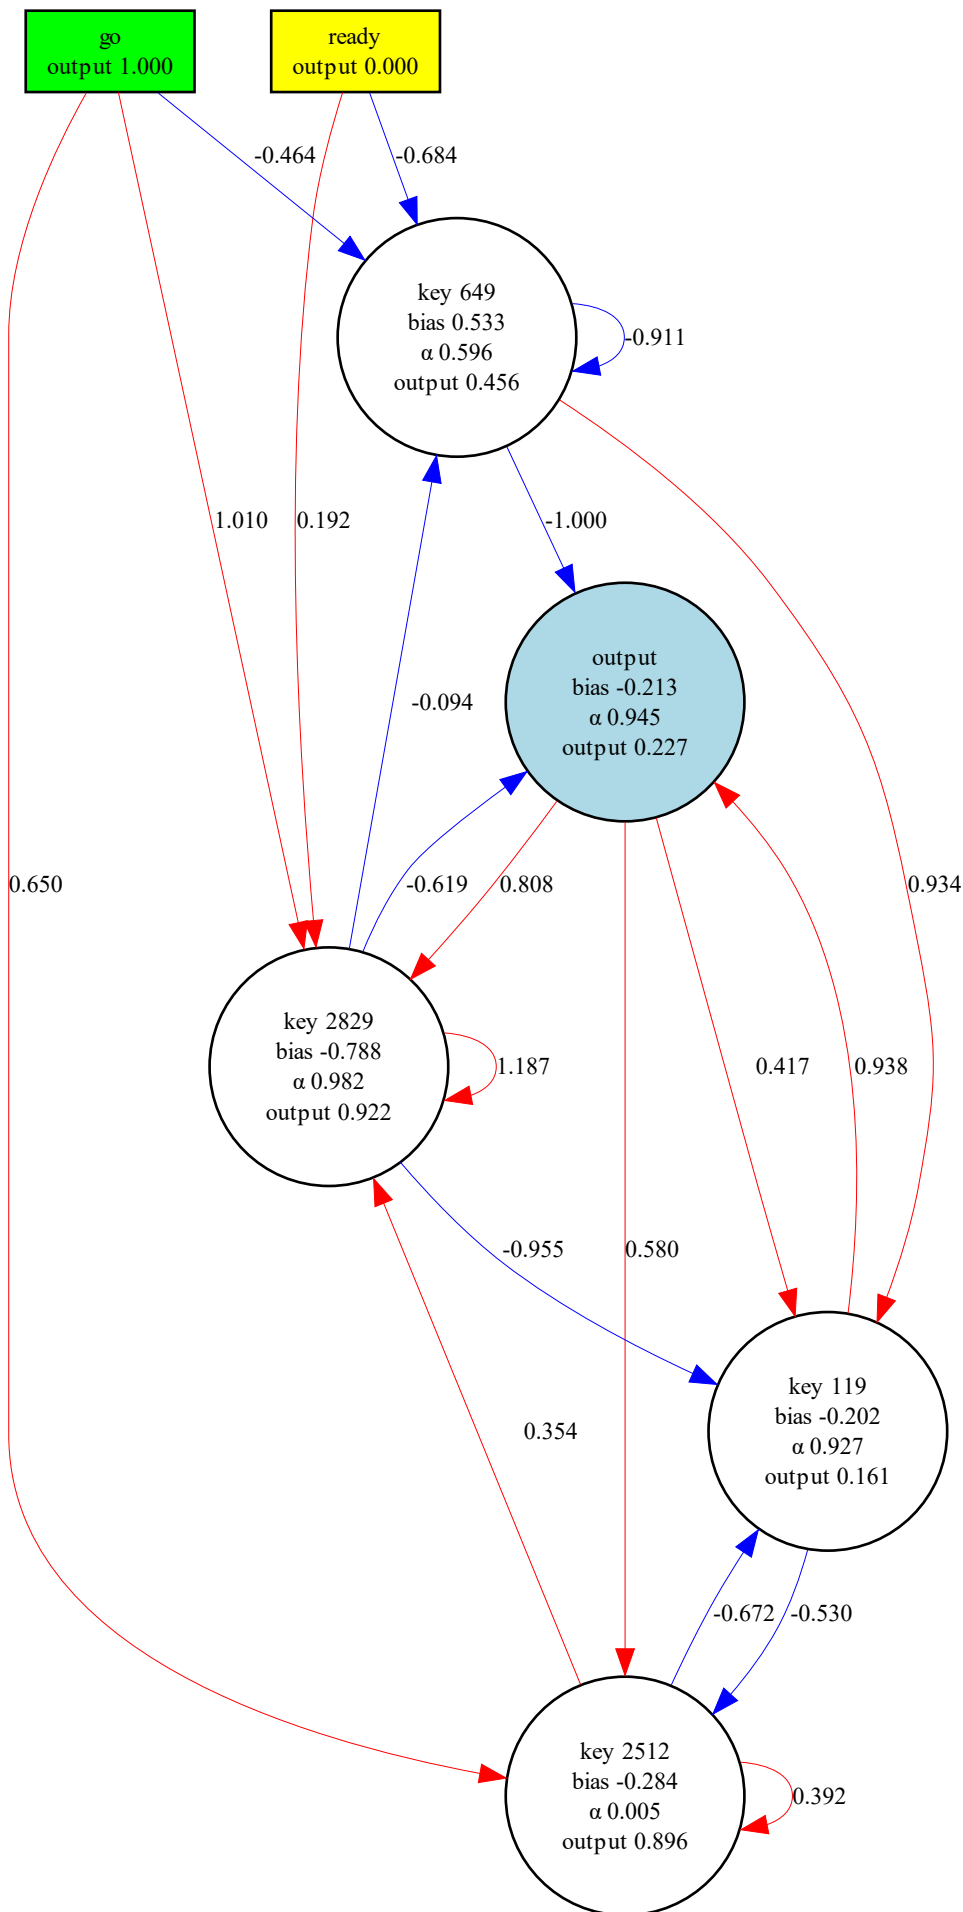 go
output 1.000
ready
output 0.000
-0.464
-0.684
key 649
bias 0.533
α 0.596
output 0.456
-0.911
1.010
0.192
-1.000
output
bias -0.213
α 0.945
output 0.227
-0.094
0.650
-0.619
0.808
0.934
key 2829
bias -0.788
α 0.982
output 0.922
1.187
0.417
0.938
-0.955
0.580
key 119
bias -0.202
α 0.927
output 0.161
0.354
-0.672
-0.530
key 2512
bias -0.284
α 0.005
output 0.896
0.392